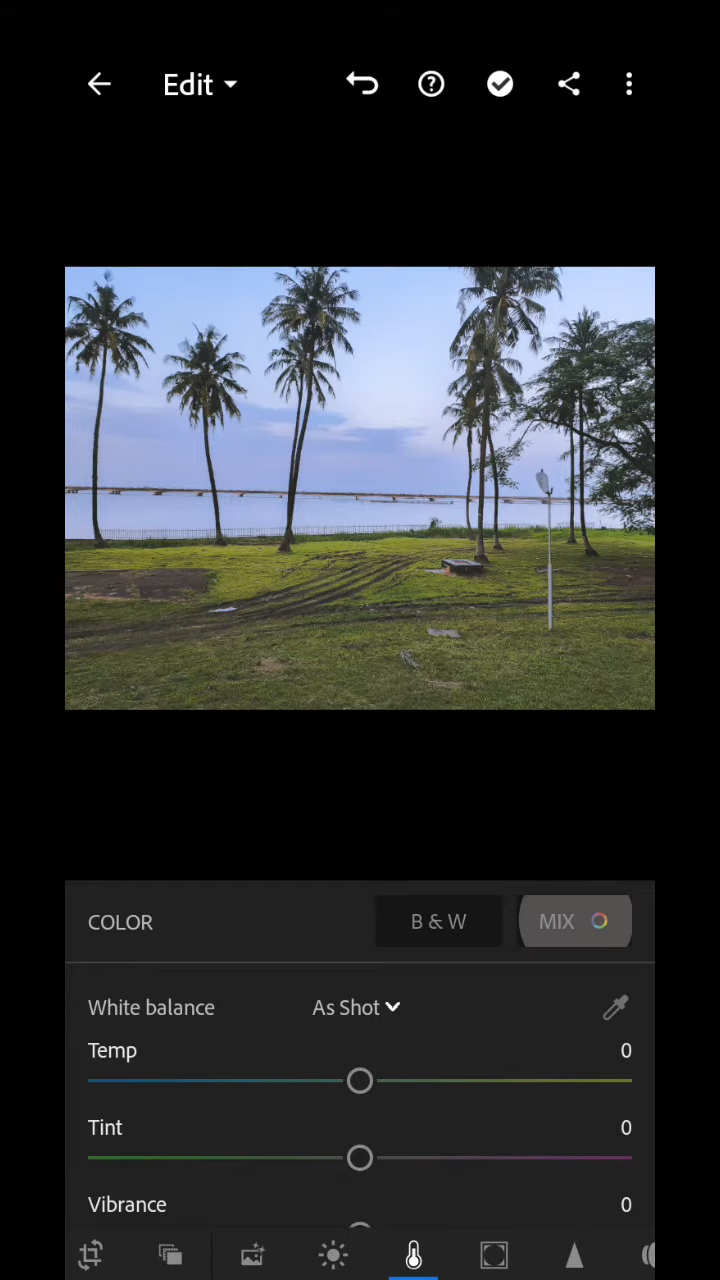 Edit
COLOR
B & W
MIX
White balance
As Shot
Temp
0
Tint
0
Vibrance
0